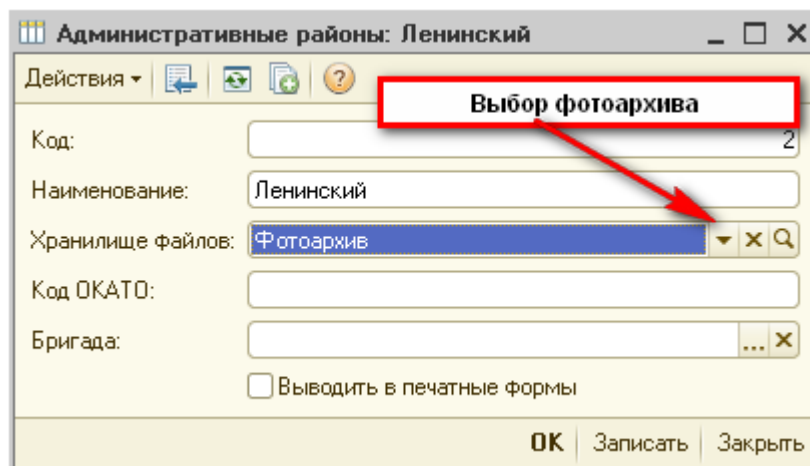 Административные районы: Ленинский
Действия
Выбор фотоархива
Код: 2
Наименование: Ленинский
Хранилище файлов: Фотоархив
Код ОКАТО:
Бригада: ...
Выводить в печатные формы
ОК Записать Закрыть